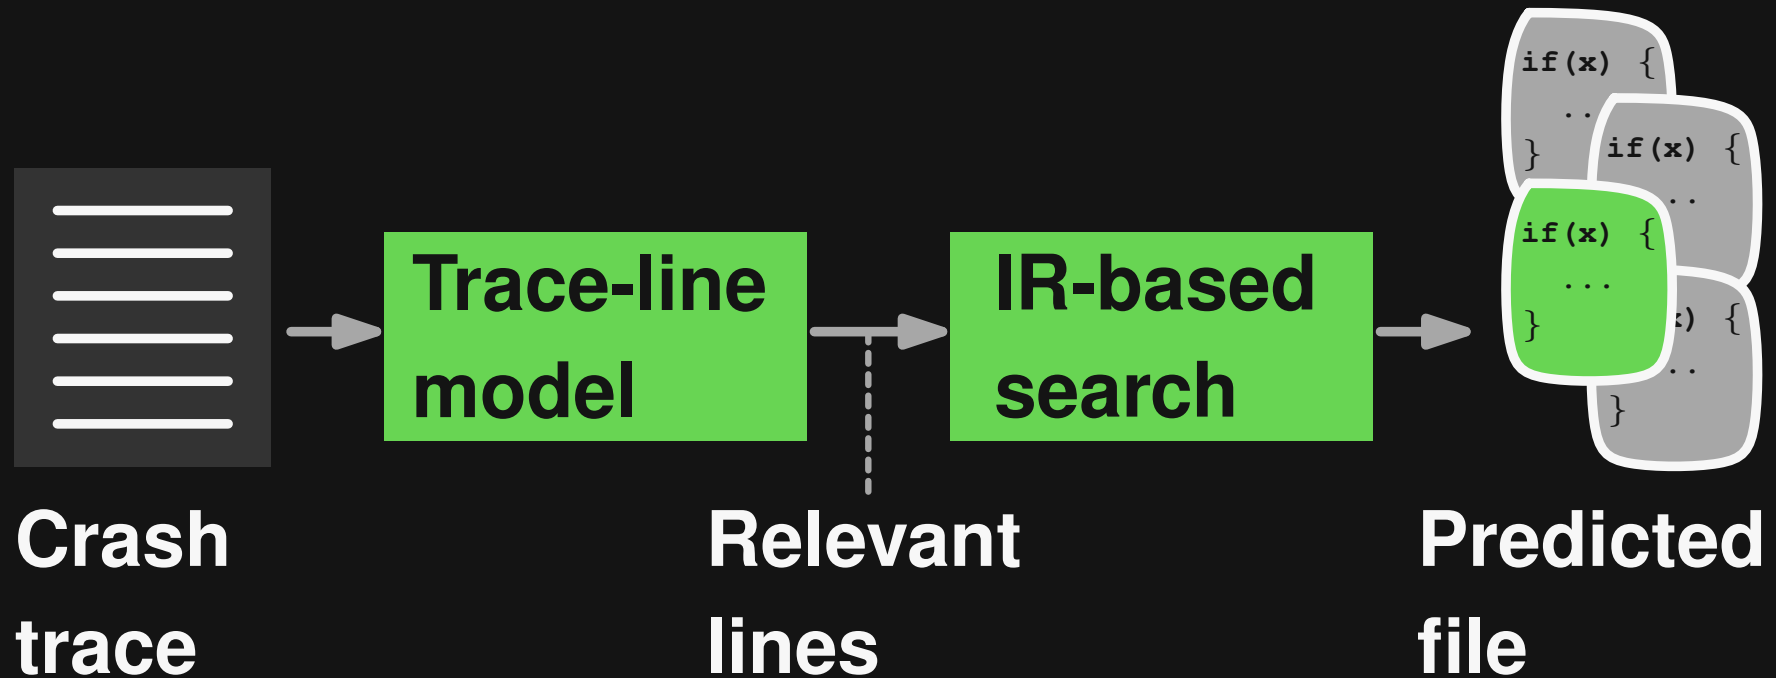 if(x) {
..
}
if(x) {
..
if(x) {
...
}
x) {
..
}
Trace-line
model
IR-based
search
Crash
trace
Relevant
lines
Predicted
file